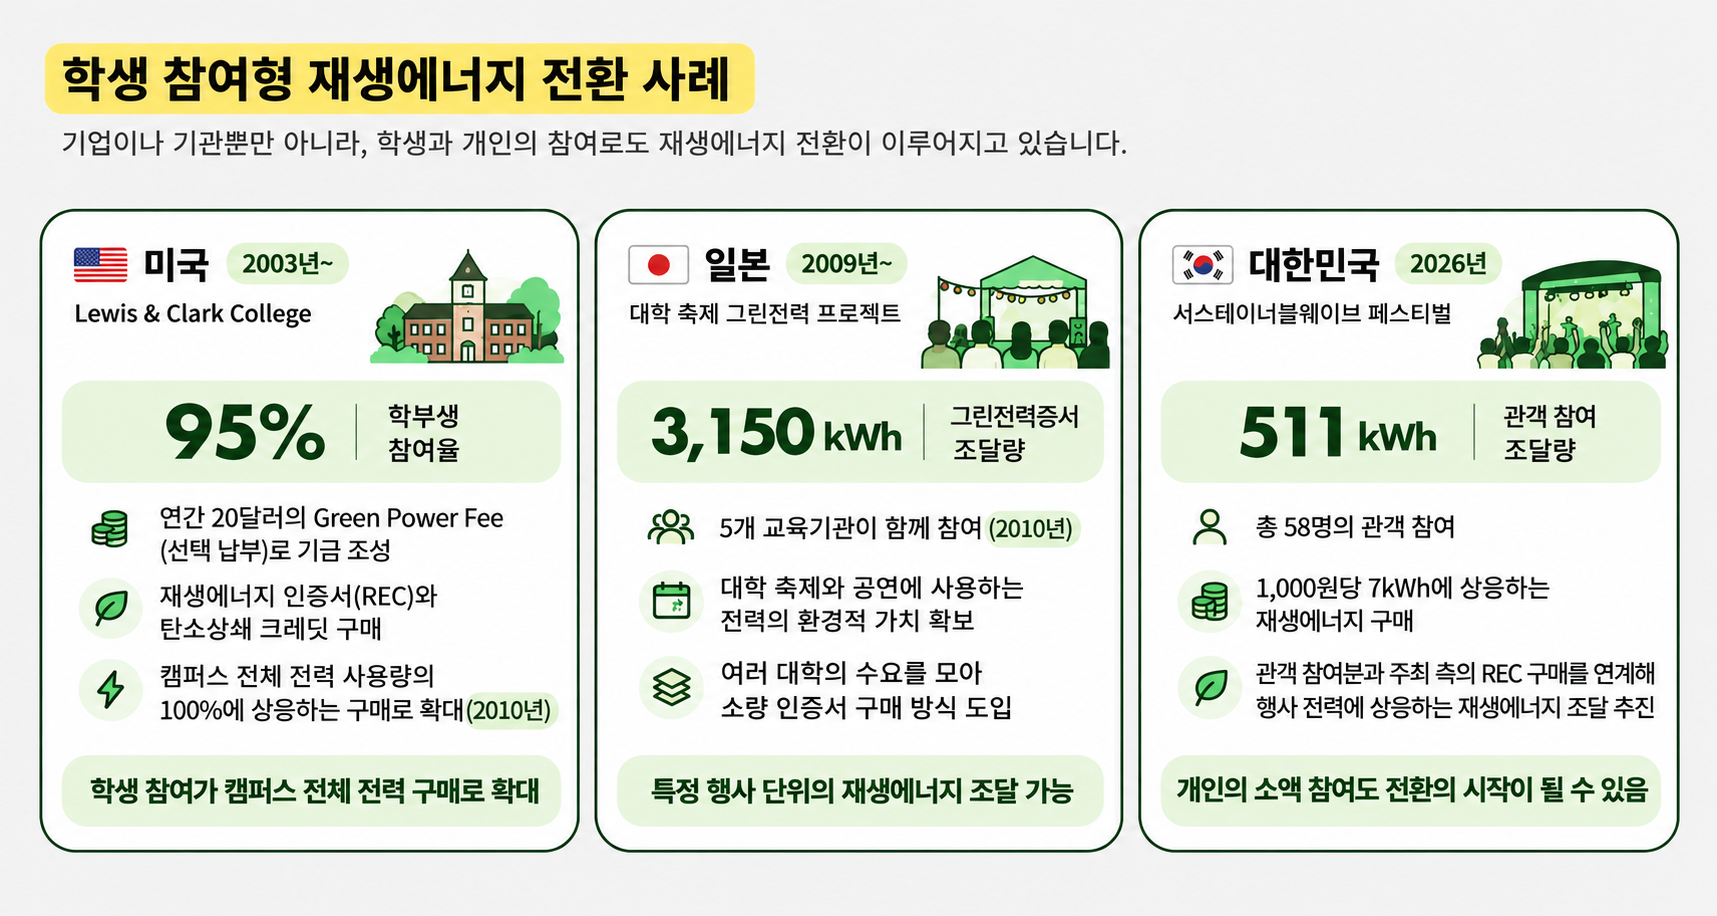 학생 참여형 재생에너지 전환 사례
기업이나 기관뿐만 아니라, 학생과 개인의 참여로도 재생에너지 전환이 이루어지고 있습니다.
미국 2003년~
Lewis & Clark College
95%
학부생
참여율
연간 20달러의 Green Power Fee
(선택 납부)로 기금 조성
재생에너지 인증서(REC)와
탄소상쇄 크레딧 구매
캠퍼스 전체 전력 사용량의
100%에 상응하는 구매로 확대(2010년)
학생 참여가 캠퍼스 전체 전력 구매로 확대
일본 2009년~
대학 축제 그린전력 프로젝트
3,150 kWh
그린전력증서
조달량
5개 교육기관이 함께 참여 (2010년)
대학 축제와 공연에 사용하는
전력의 환경적 가치 확보
여러 대학의 수요를 모아
소량 인증서 구매 방식 도입
특정 행사 단위의 재생에너지 조달 가능
대한민국 2026년
서스테이너블웨이브 페스티벌
511 kWh
관객 참여
조달량
총 58명의 관객 참여
1,000원당 7kWh에 상응하는
재생에너지 구매
관객 참여분과 주최 측의 REC 구매를 연계해
행사 전력에 상응하는 재생에너지 조달 추진
개인의 소액 참여도 전환의 시작이 될 수 있음